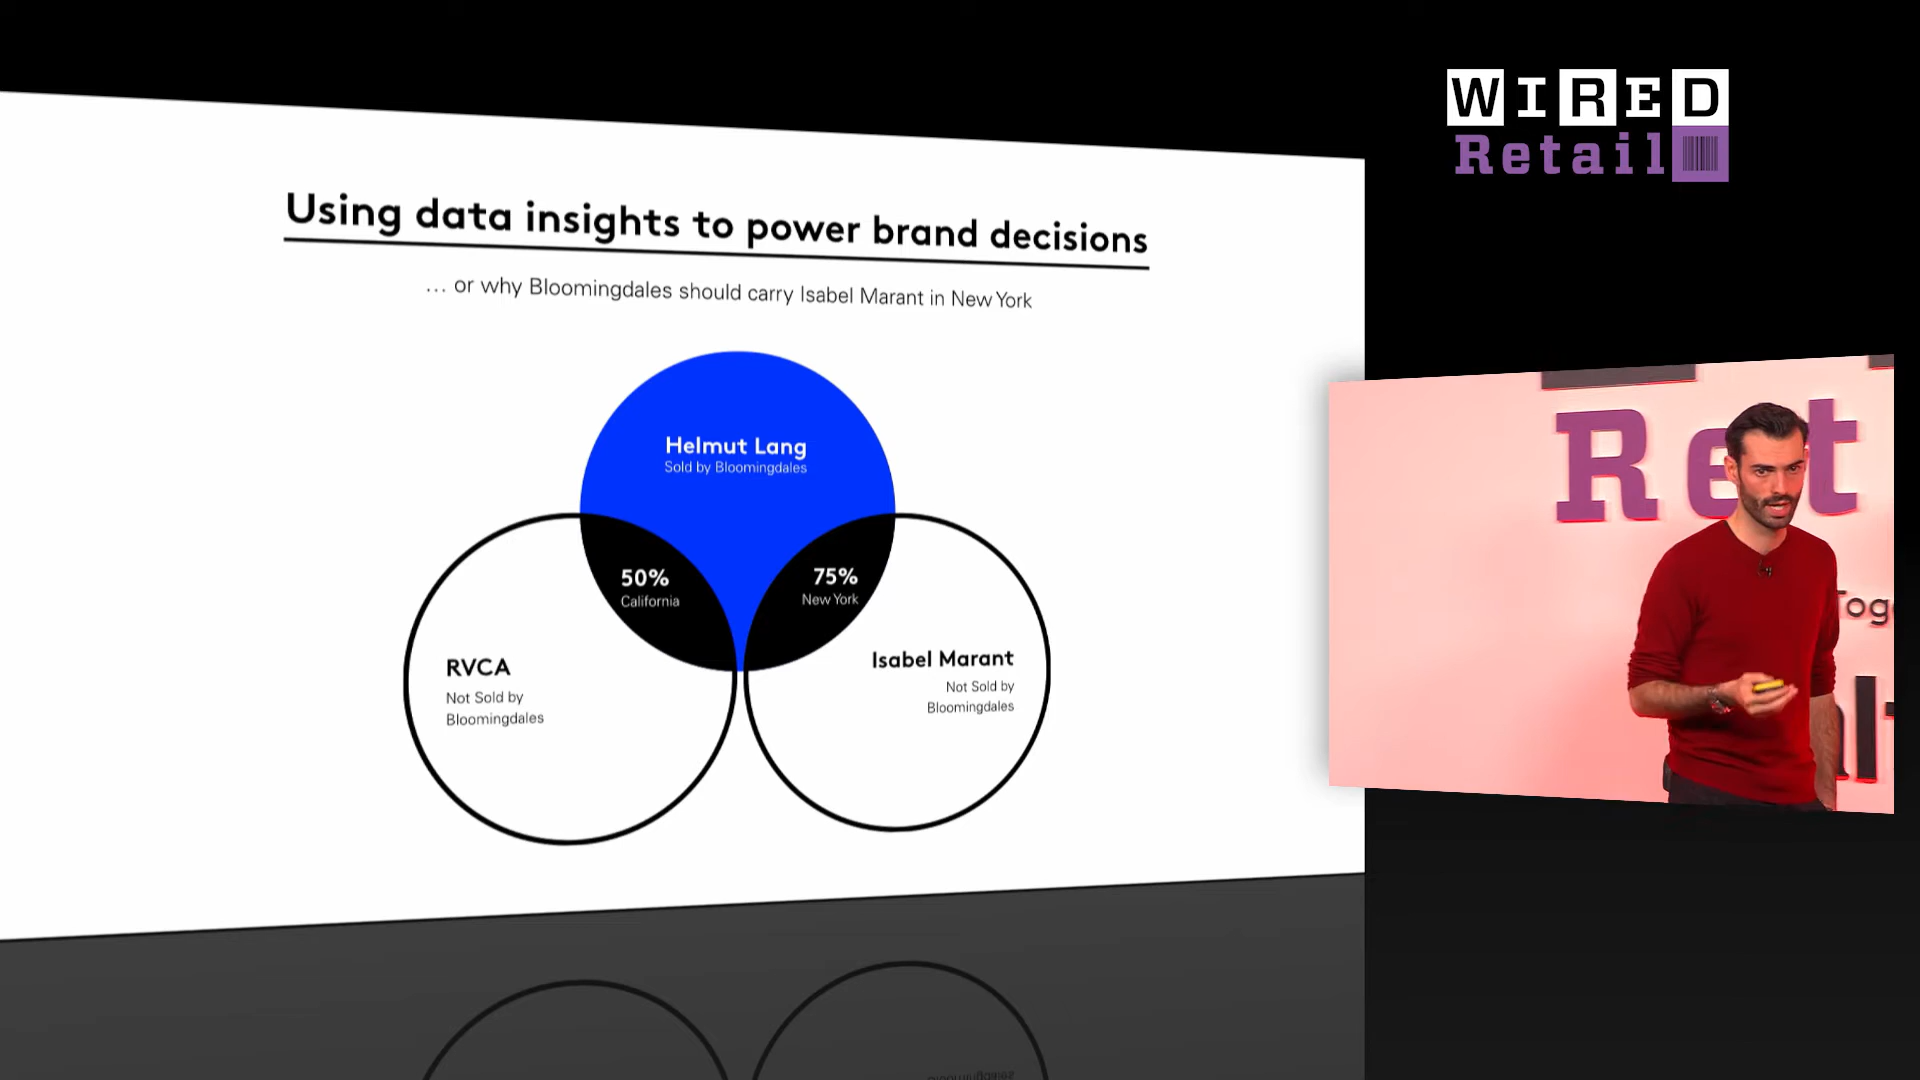 WIRED
Retail
Using data insights to power brand decisions
... or why Bloomingdales should carry Isabel Marant in New York
Helmut Lang
Sold by Bloomingdales
50%
California
75%
New York
RVCA
Not Sold by
Bloomingdales
Isabel Marant
Not Sold by
Bloomingdales
Ret
Toge